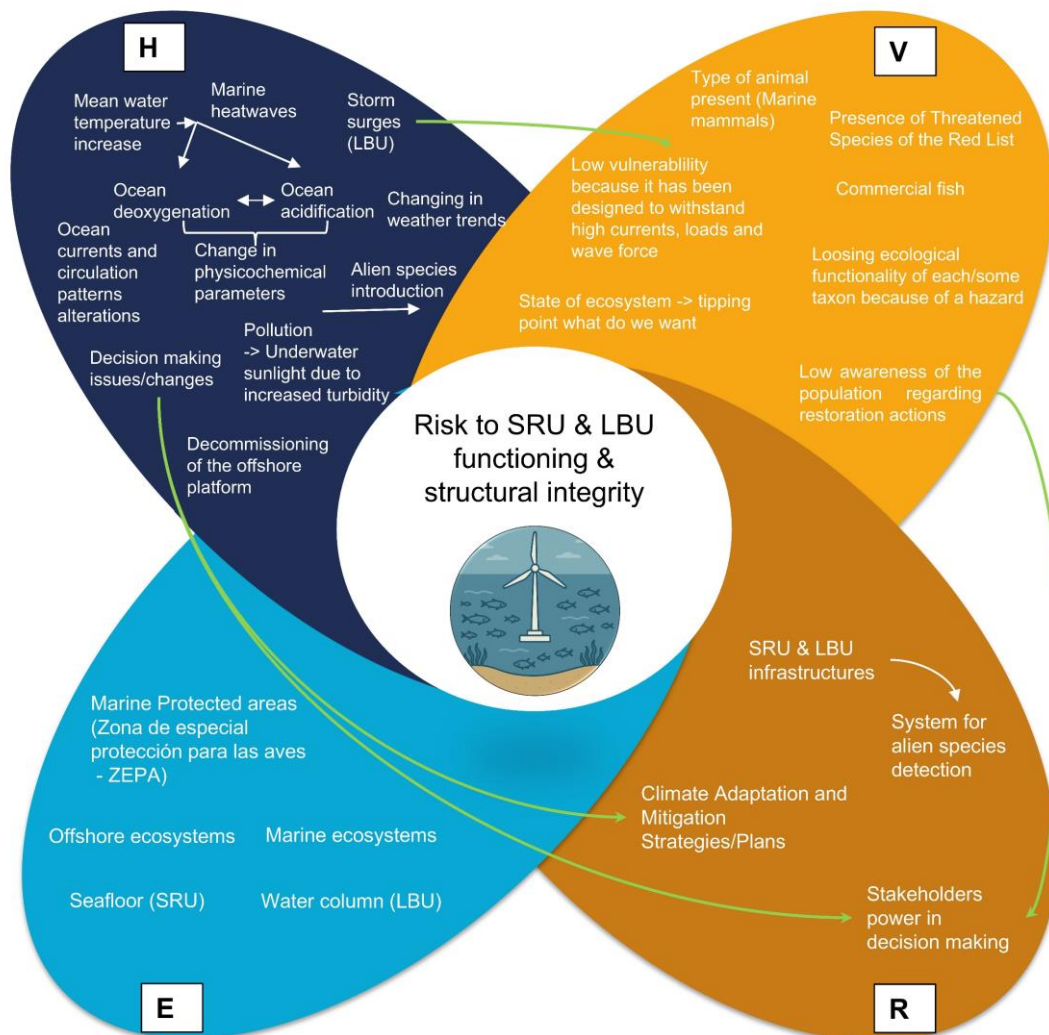 H
Mean water
temperature
increase
Marine
heatwaves
Storm
surges
(LBU)
Ocean
deoxygenation
Ocean
acidification
Changing in
weather trends
Ocean
currents and
circulation
patterns
alterations
Change in
physicochemical
parameters
Alien species
introduction
Pollution
-> Underwater
sunlight due to
increased turbidity
Decision making
issues/changes
Decommissioning
of the offshore
platform
V
Type of animal
present (Marine
mammals)
Presence of Threatened
Species of the Red List
Low vulnerablility
because it has been
designed to withstand
high currents, loads and
wave force
Commercial fish
Loosing ecological
functionality of each/some
taxon because of a hazard
State of ecosystem -> tipping
point what do we want
Low awareness of the
population regarding
restoration actions
Risk to SRU & LBU
functioning &
structural integrity
Marine Protected areas
(Zona de especial
protección para las aves
- ZEPA)
Offshore ecosystems
Marine ecosystems
Seafloor (SRU)
Water column (LBU)
E
SRU & LBU
infrastructures
System for
alien species
detection
Climate Adaptation and
Mitigation
Strategies/Plans
Stakeholders
power in
decision making
R